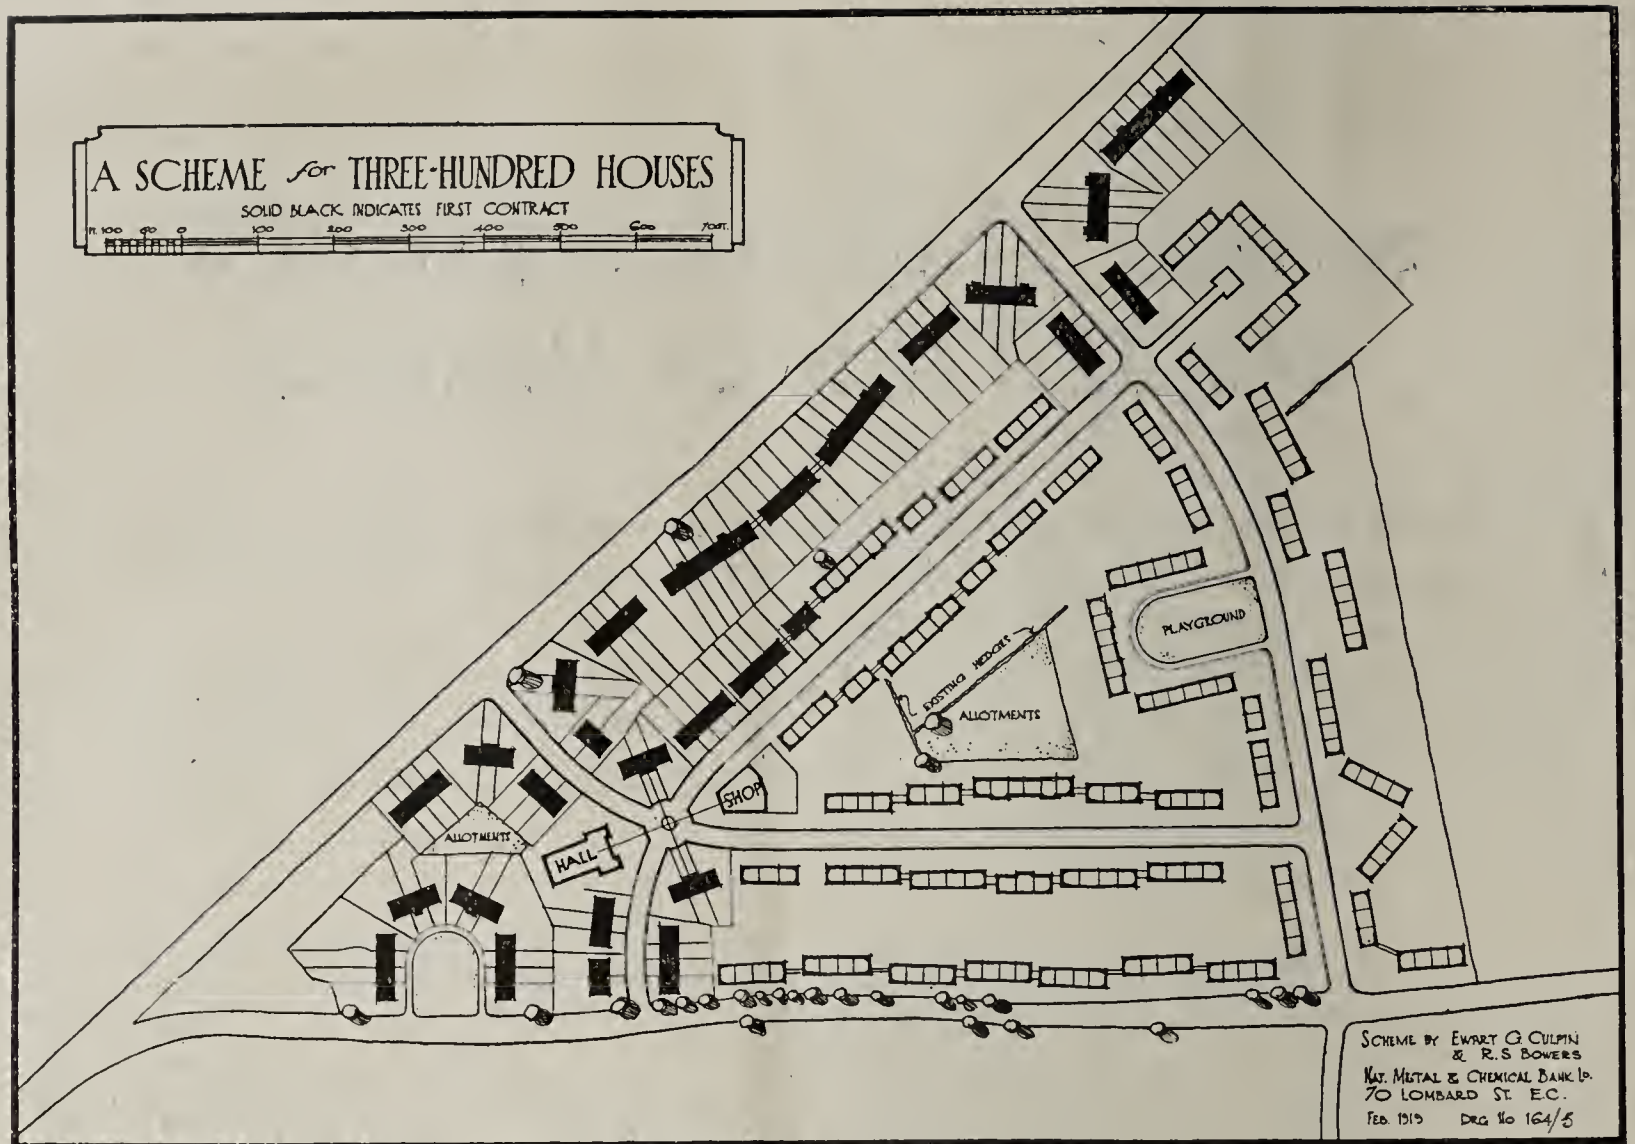 A SCHEME for THREE-HUNDRED HOUSES
SOLID BLACK INDICATES FIRST CONTRACT
FT. 100 50 0 100 200 300 400 500 600 700FT.
PLAYGROUND
EXISTING HEDGES
ALLOTMENTS
SHOP
ALLOTMENTS
HALL
SCHEME BY EWART G. CULPIN
& R.S BOWERS
NAT. METAL & CHEMICAL BANK LD.
70 LOMBARD ST. E.C.
FEB. 1919 DRG No 164/5